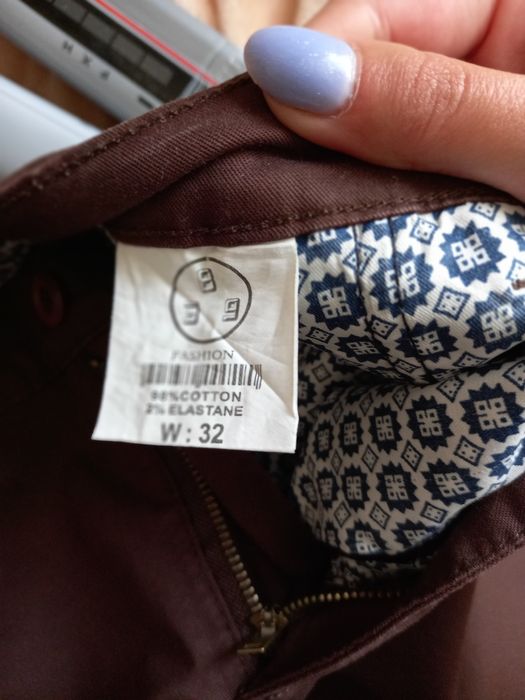 FASHION
98%COTTON
2% ELASTANE
W : 32